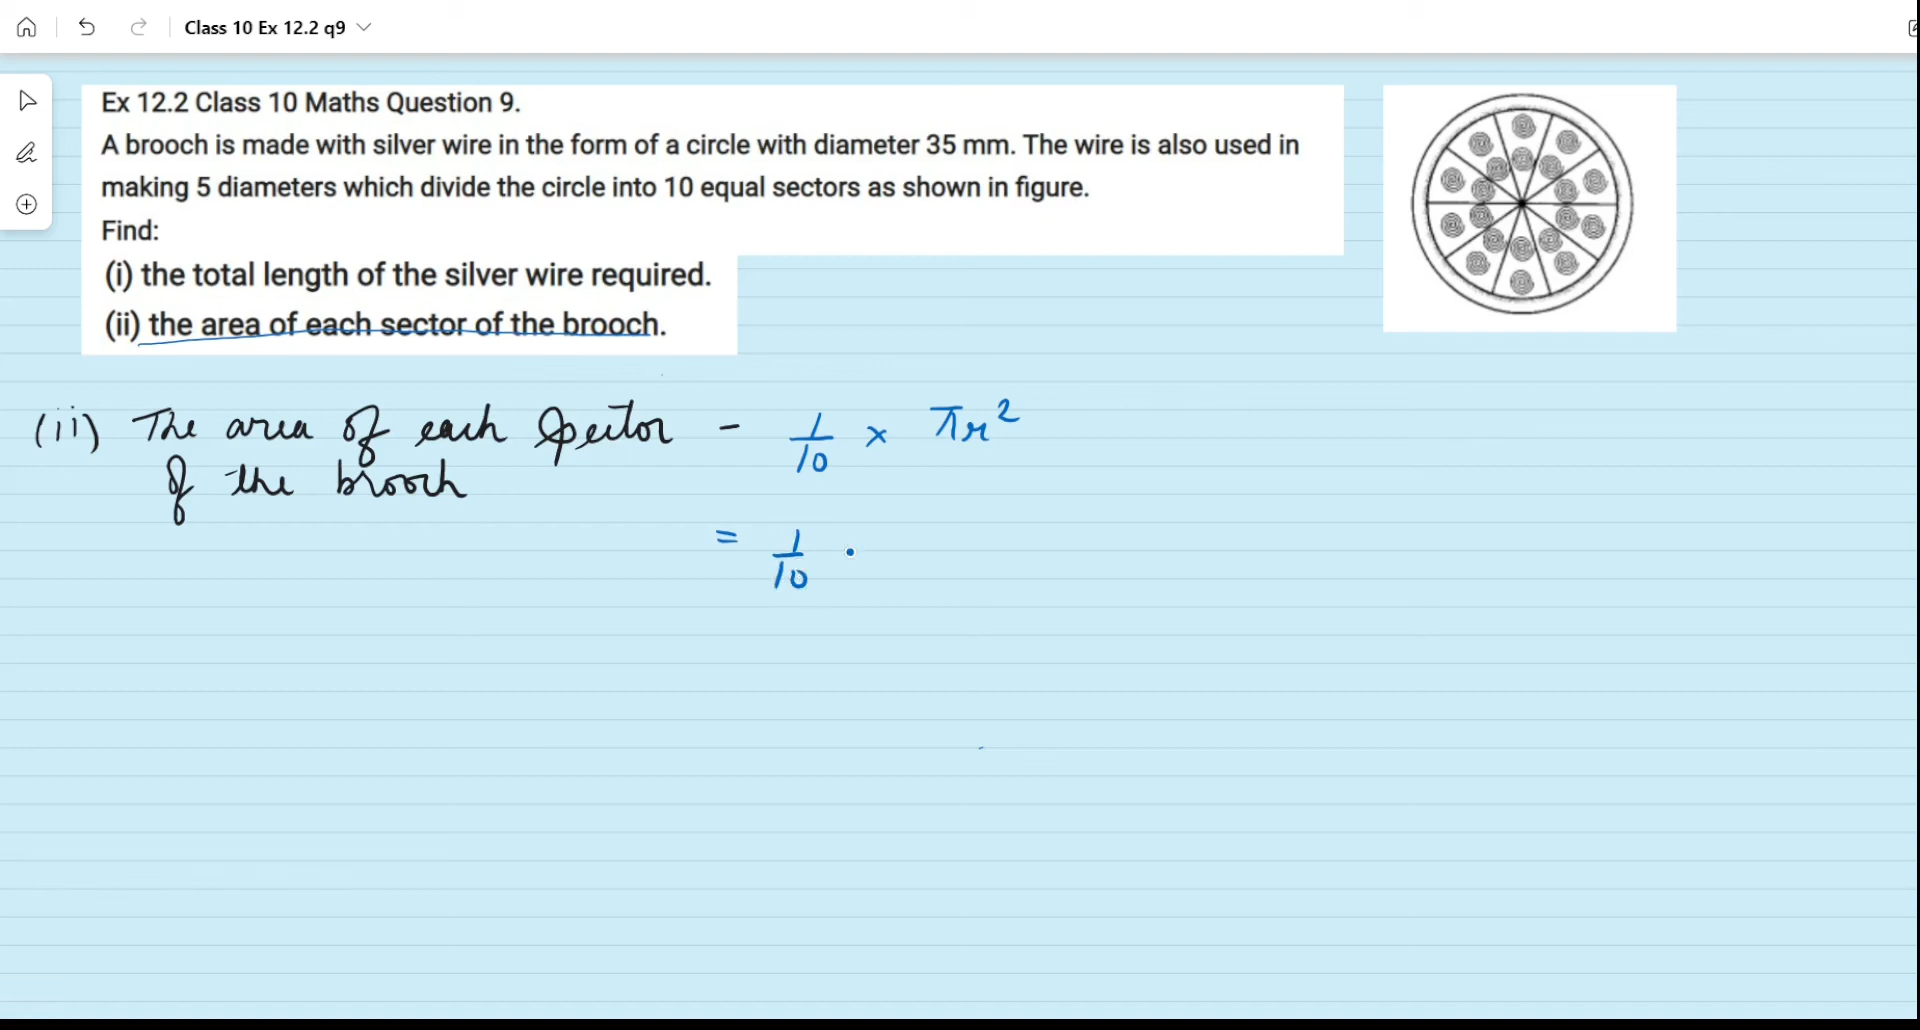 Class 10 Ex 12.2 q9
Ex 12.2 Class 10 Maths Question 9.
A brooch is made with silver wire in the form of a circle with diameter 35 mm. The wire is also used in
making 5 diameters which divide the circle into 10 equal sectors as shown in figure.
Find:
(i) the total length of the silver wire required.
(ii) the area of each sector of the brooch.
(ii) The area of each sector - 1/10 × πr²
of the brooch
= 1/10 .